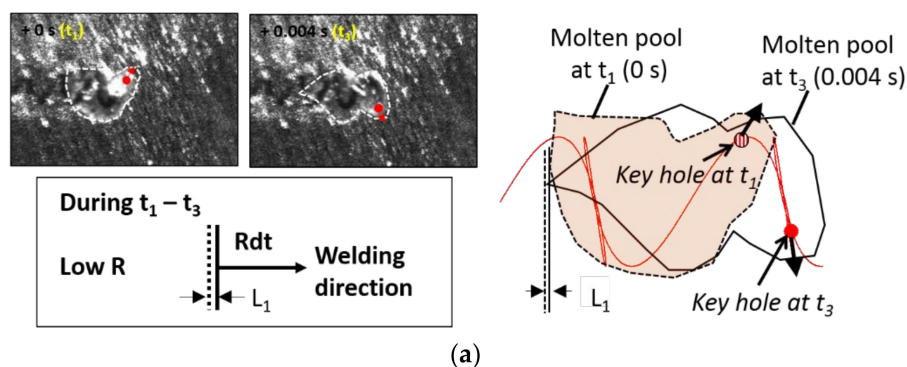 + 0 s (t₁)
+ 0.004 s (t₃)
During t₁ – t₃
Low R
Rdt
Welding
direction
L₁
Molten pool
at t₁ (0 s)
Molten pool
at t₃ (0.004 s)
Key hole at t₁
Key hole at t₃
L₁
(a)